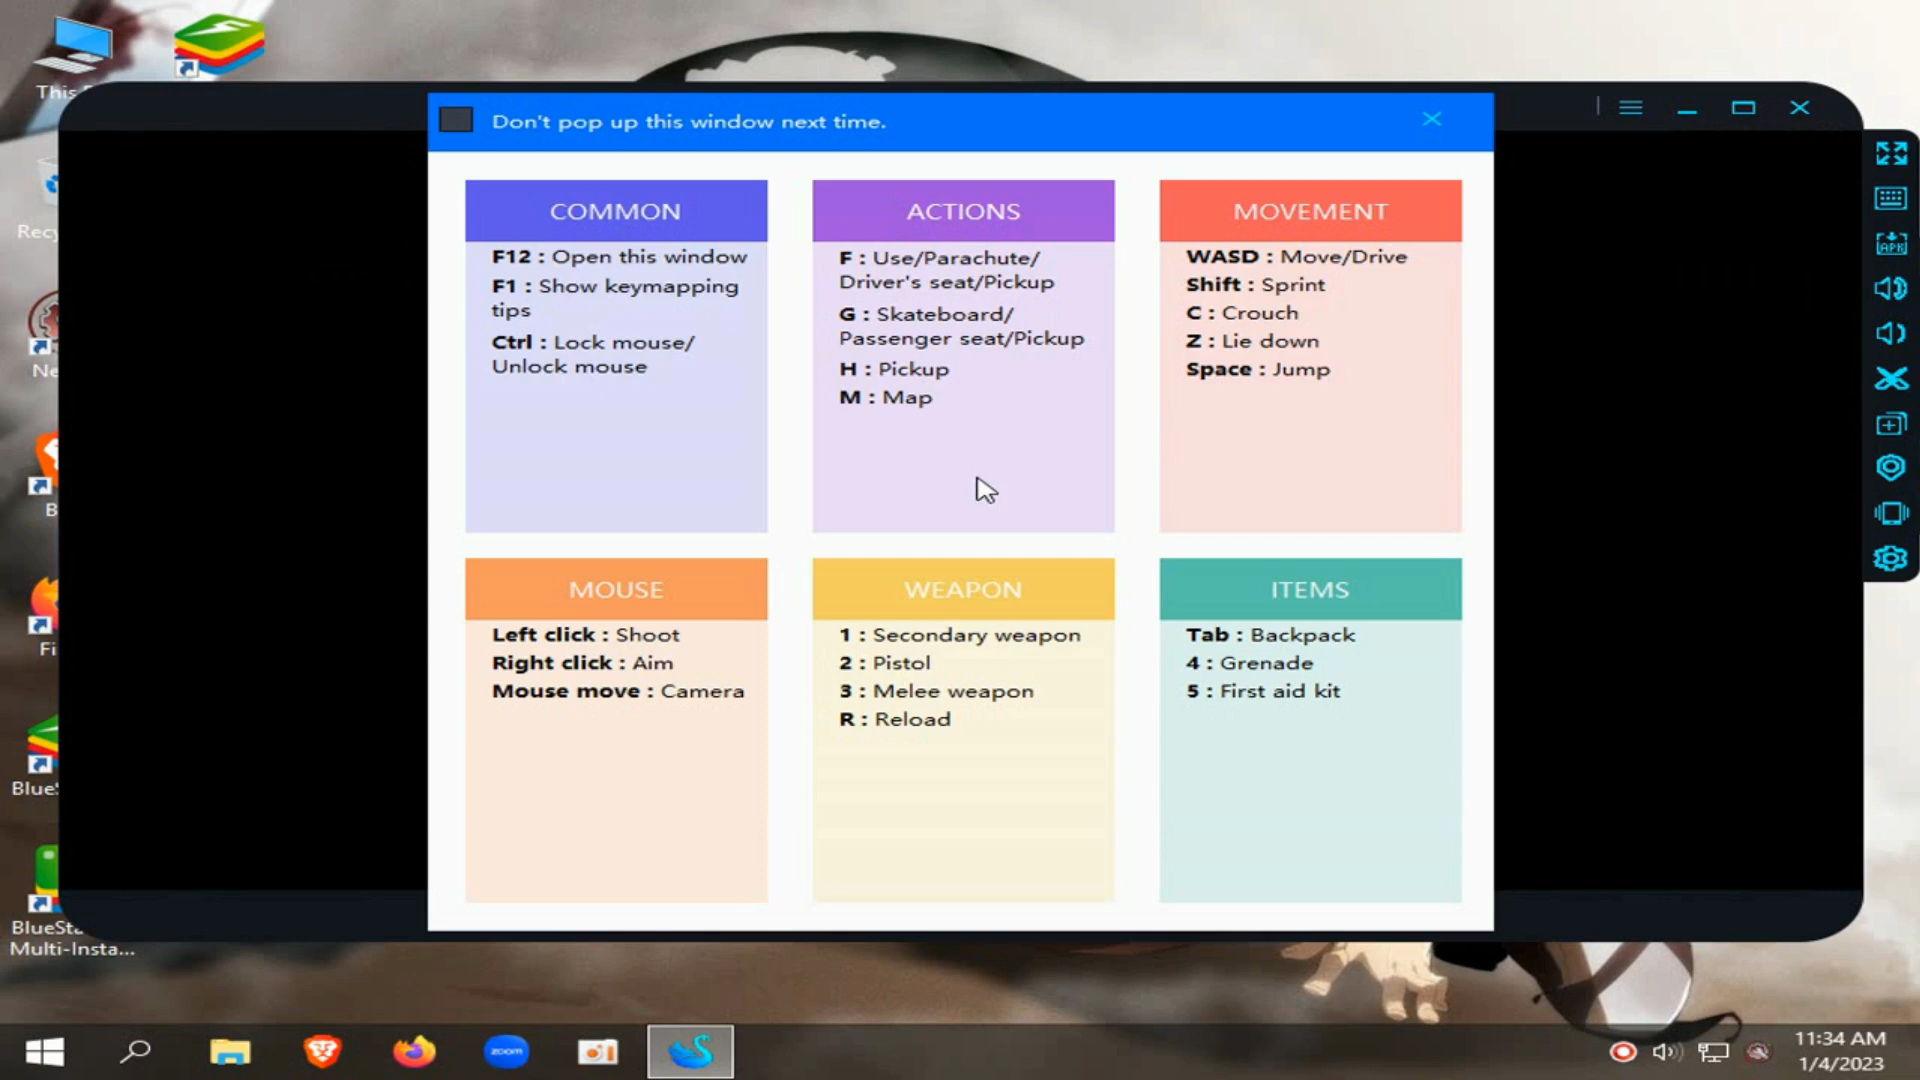 This
Don't pop up this window next time.
COMMON
F12 : Open this window
F1 : Show keymapping
tips
Ctrl : Lock mouse/
Unlock mouse
ACTIONS
F : Use/Parachute/
Driver's seat/Pickup
G : Skateboard/
Passenger seat/Pickup
H : Pickup
M : Map
MOVEMENT
WASD : Move/Drive
Shift : Sprint
C : Crouch
Z : Lie down
Space : Jump
MOUSE
Left click : Shoot
Right click : Aim
Mouse move : Camera
WEAPON
1 : Secondary weapon
2 : Pistol
3 : Melee weapon
R : Reload
ITEMS
Tab : Backpack
4 : Grenade
5 : First aid kit
APK
Recy
Ne
B
Fi
Blue
BlueSta
Multi-Insta...
zoom
11:34 AM
1/4/2023